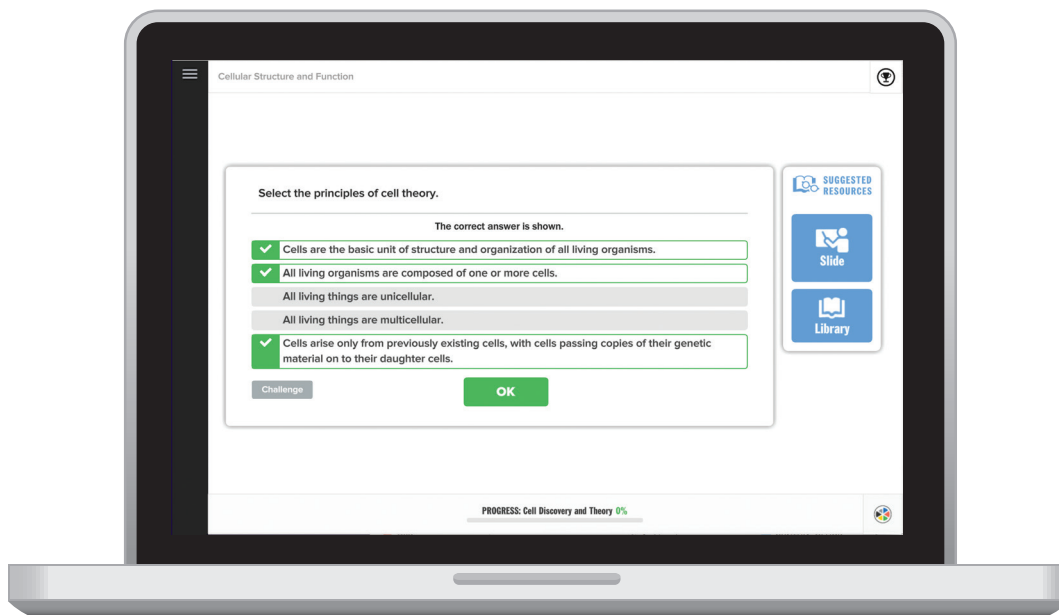 Cellular Structure and Function
Select the principles of cell theory.
The correct answer is shown.
Cells are the basic unit of structure and organization of all living organisms.
All living organisms are composed of one or more cells.
All living things are unicellular.
All living things are multicellular.
Cells arise only from previously existing cells, with cells passing copies of their genetic
material on to their daughter cells.
Challenge
OK
SUGGESTED
RESOURCES
Slide
Library
PROGRESS: Cell Discovery and Theory 0%